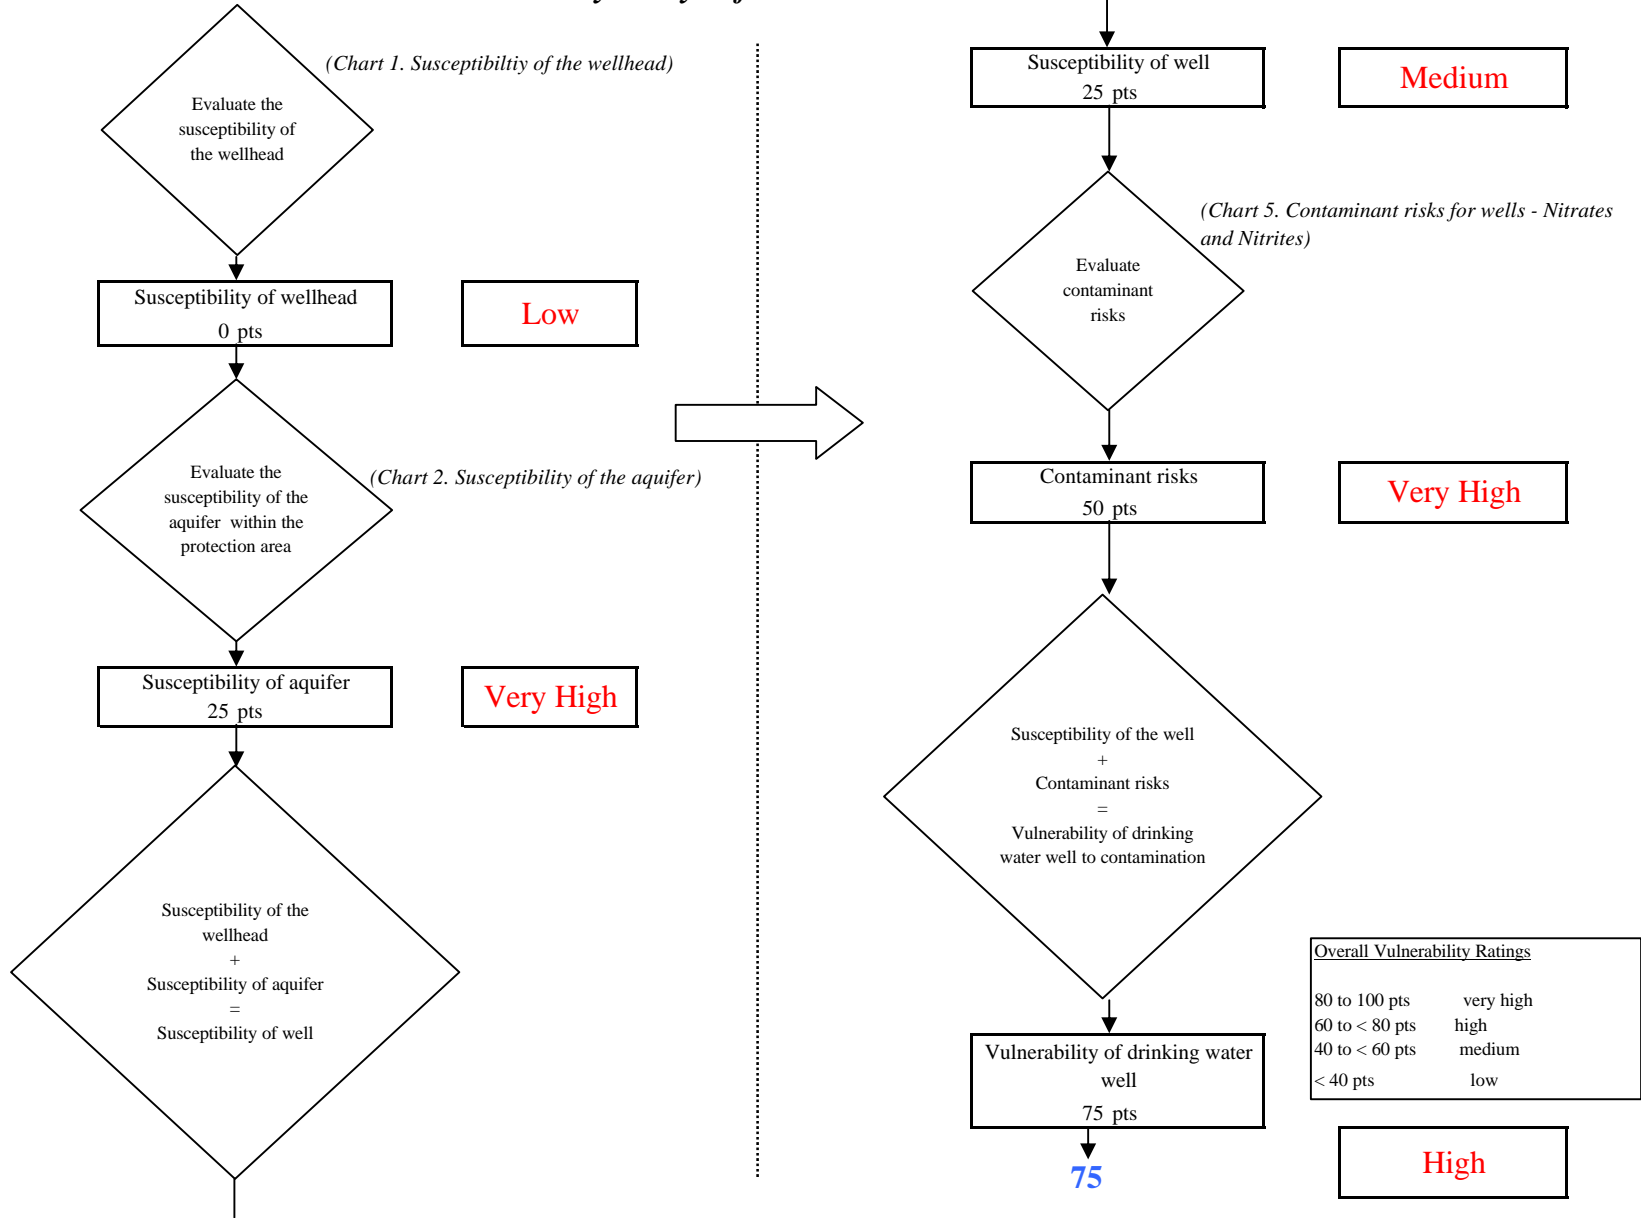 (Chart 1. Susceptibiltiy of the wellhead)
Evaluate the
susceptibility of
the wellhead
Susceptibility of wellhead
0 pts
Low
Evaluate the
susceptibility of the
aquifer within the
protection area
(Chart 2. Susceptibility of the aquifer)
Susceptibility of aquifer
25 pts
Very High
Susceptibility of the
wellhead
+
Susceptibility of aquifer
=
Susceptibility of well
Susceptibility of well
25 pts
Medium
(Chart 5. Contaminant risks for wells - Nitrates
and Nitrites)
Evaluate
contaminant
risks
Contaminant risks
50 pts
Very High
Susceptibility of the well
+
Contaminant risks
=
Vulnerability of drinking
water well to contamination
Overall Vulnerability Ratings
80 to 100 pts very high
60 to < 80 pts high
40 to < 60 pts medium
< 40 pts low
Vulnerability of drinking water
well
75 pts
75
High